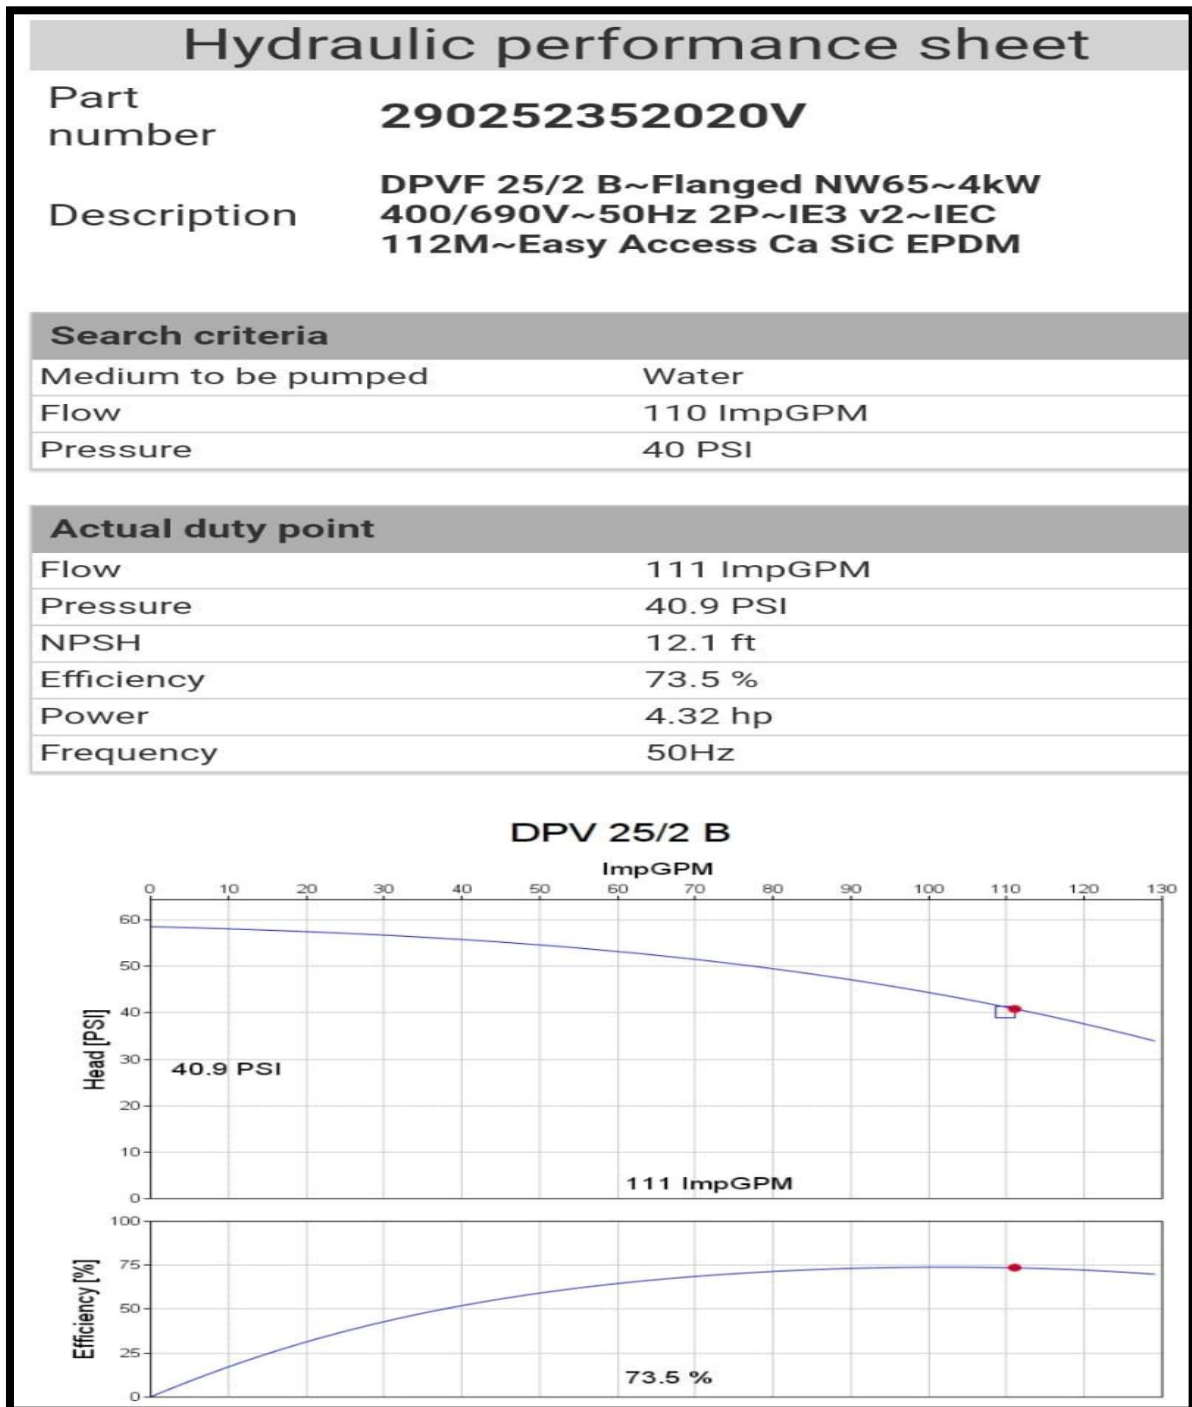 Hydraulic performance sheet
Part
number
290252352020V
Description
DPVF 25/2 B~Flanged NW65~4kW
400/690V~50Hz 2P~IE3 v2~IEC
112M~Easy Access Ca SiC EPDM
Search criteria
Medium to be pumped Water
Flow 110 ImpGPM
Pressure 40 PSI
Actual duty point
Flow 111 ImpGPM
Pressure 40.9 PSI
NPSH 12.1 ft
Efficiency 73.5 %
Power 4.32 hp
Frequency 50Hz
DPV 25/2 B
ImpGPM
0 10 20 30 40 50 60 70 80 90 100 110 120 130
Head [PSI]
60
50
40
30
20
10
0
40.9 PSI
111 ImpGPM
Efficiency [%]
100
75
50
25
0
73.5 %